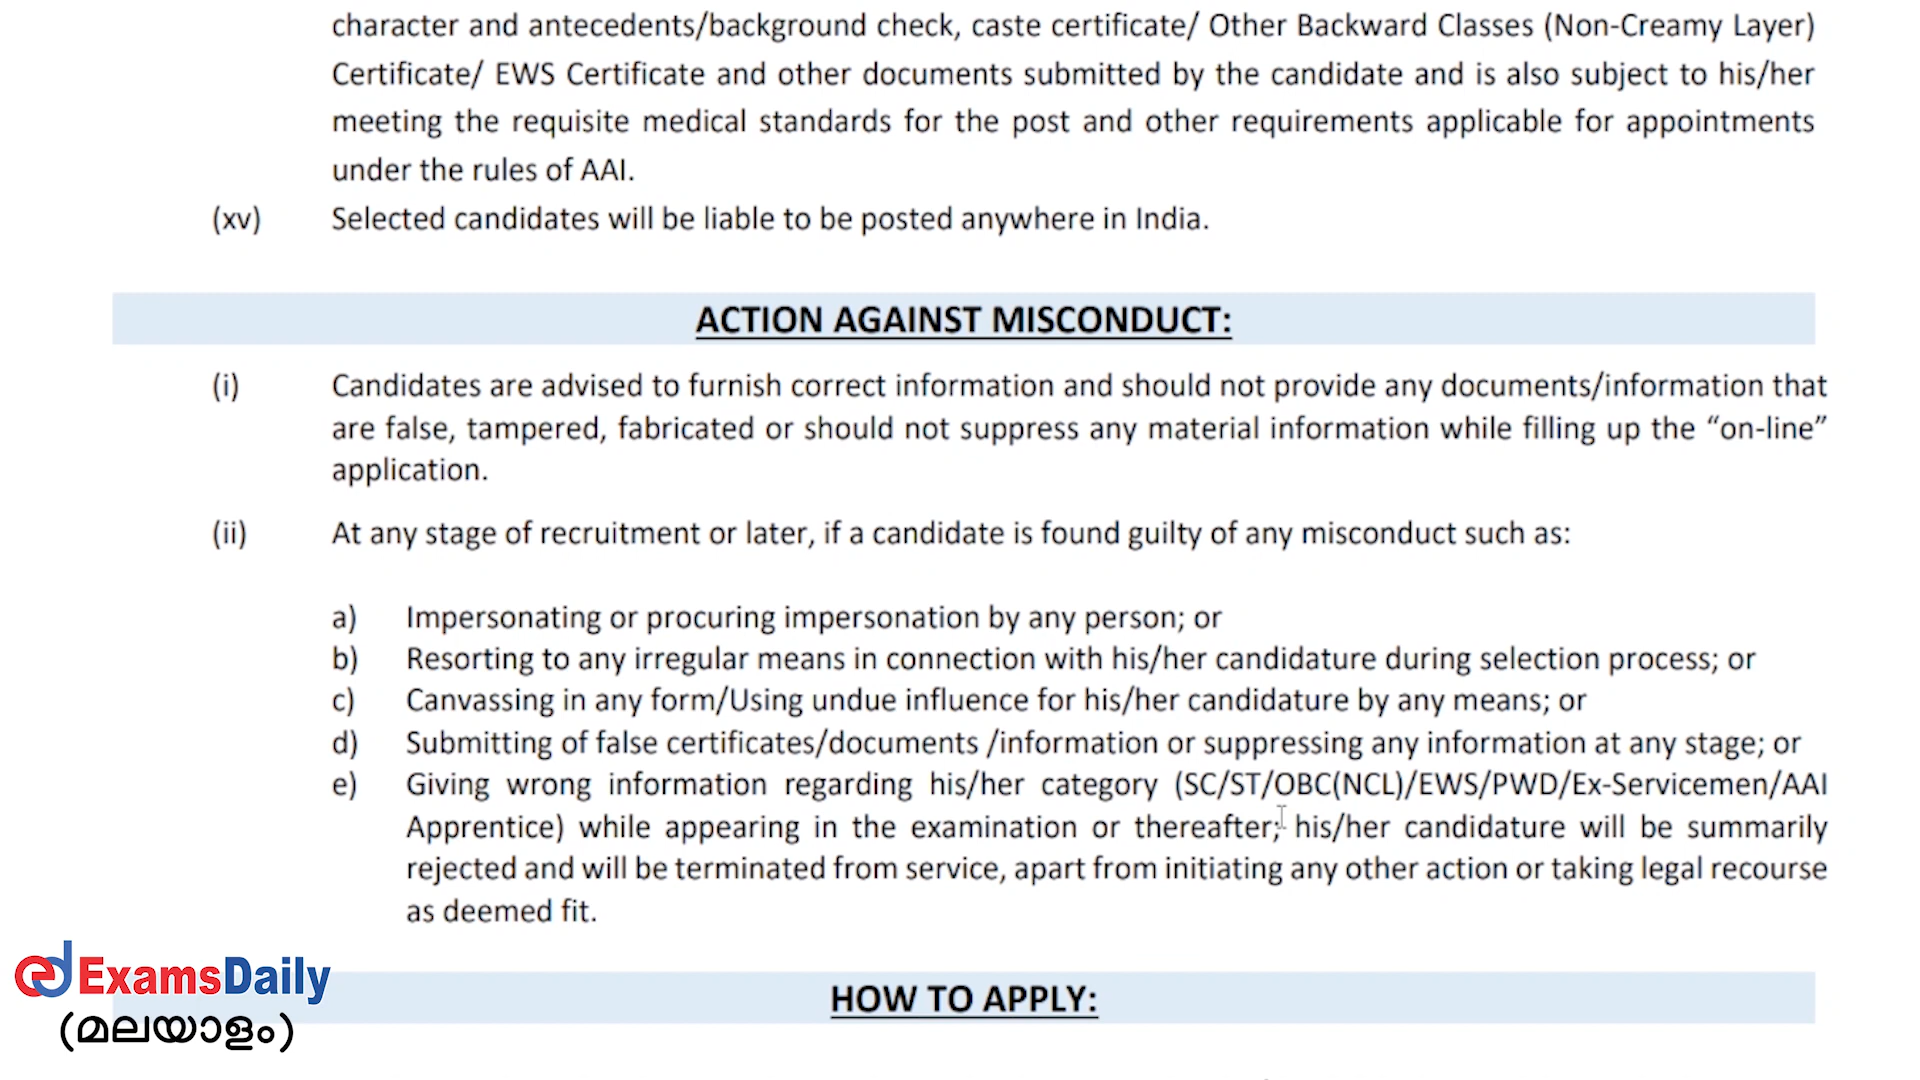 character and antecedents/background check, caste certificate/ Other Backward Classes (Non-Creamy Layer)
Certificate/ EWS Certificate and other documents submitted by the candidate and is also subject to his/her
meeting the requisite medical standards for the post and other requirements applicable for appointments
under the rules of AAI.
(xv) Selected candidates will be liable to be posted anywhere in India.
ACTION AGAINST MISCONDUCT:
(i) Candidates are advised to furnish correct information and should not provide any documents/information that
are false, tampered, fabricated or should not suppress any material information while filling up the “on-line”
application.
(ii) At any stage of recruitment or later, if a candidate is found guilty of any misconduct such as:
a) Impersonating or procuring impersonation by any person; or
b) Resorting to any irregular means in connection with his/her candidature during selection process; or
c) Canvassing in any form/Using undue influence for his/her candidature by any means; or
d) Submitting of false certificates/documents /information or suppressing any information at any stage; or
e) Giving wrong information regarding his/her category (SC/ST/OBC(NCL)/EWS/PWD/Ex-Servicemen/AAI
Apprentice) while appearing in the examination or thereafter; his/her candidature will be summarily
rejected and will be terminated from service, apart from initiating any other action or taking legal recourse
as deemed fit.
HOW TO APPLY:
ed ExamsDaily
(മലയാളം)